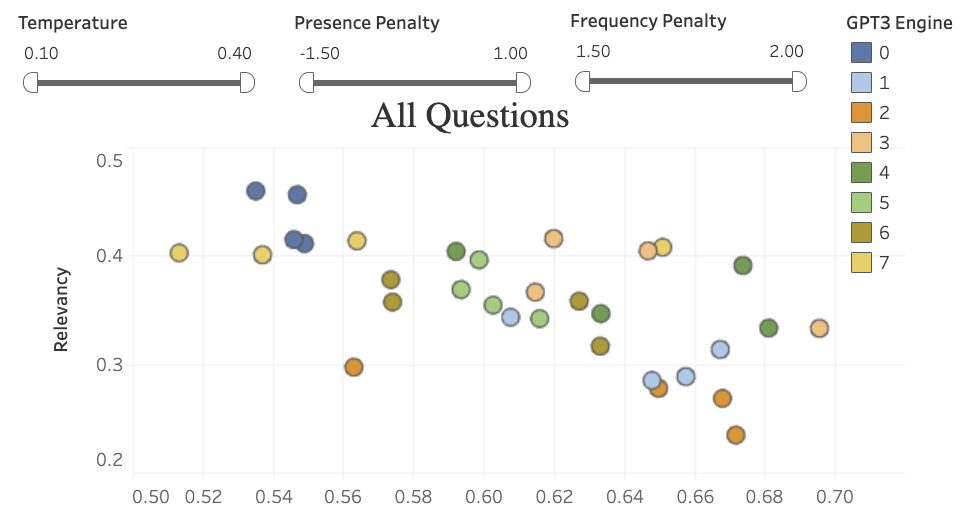 Temperature
0.10 0.40
Presence Penalty
-1.50 1.00
Frequency Penalty
1.50 2.00
GPT3 Engine
0
1
2
3
4
5
6
7
All Questions
Relevancy
0.5
0.4
0.3
0.2
0.50 0.52 0.54 0.56 0.58 0.60 0.62 0.64 0.66 0.68 0.70